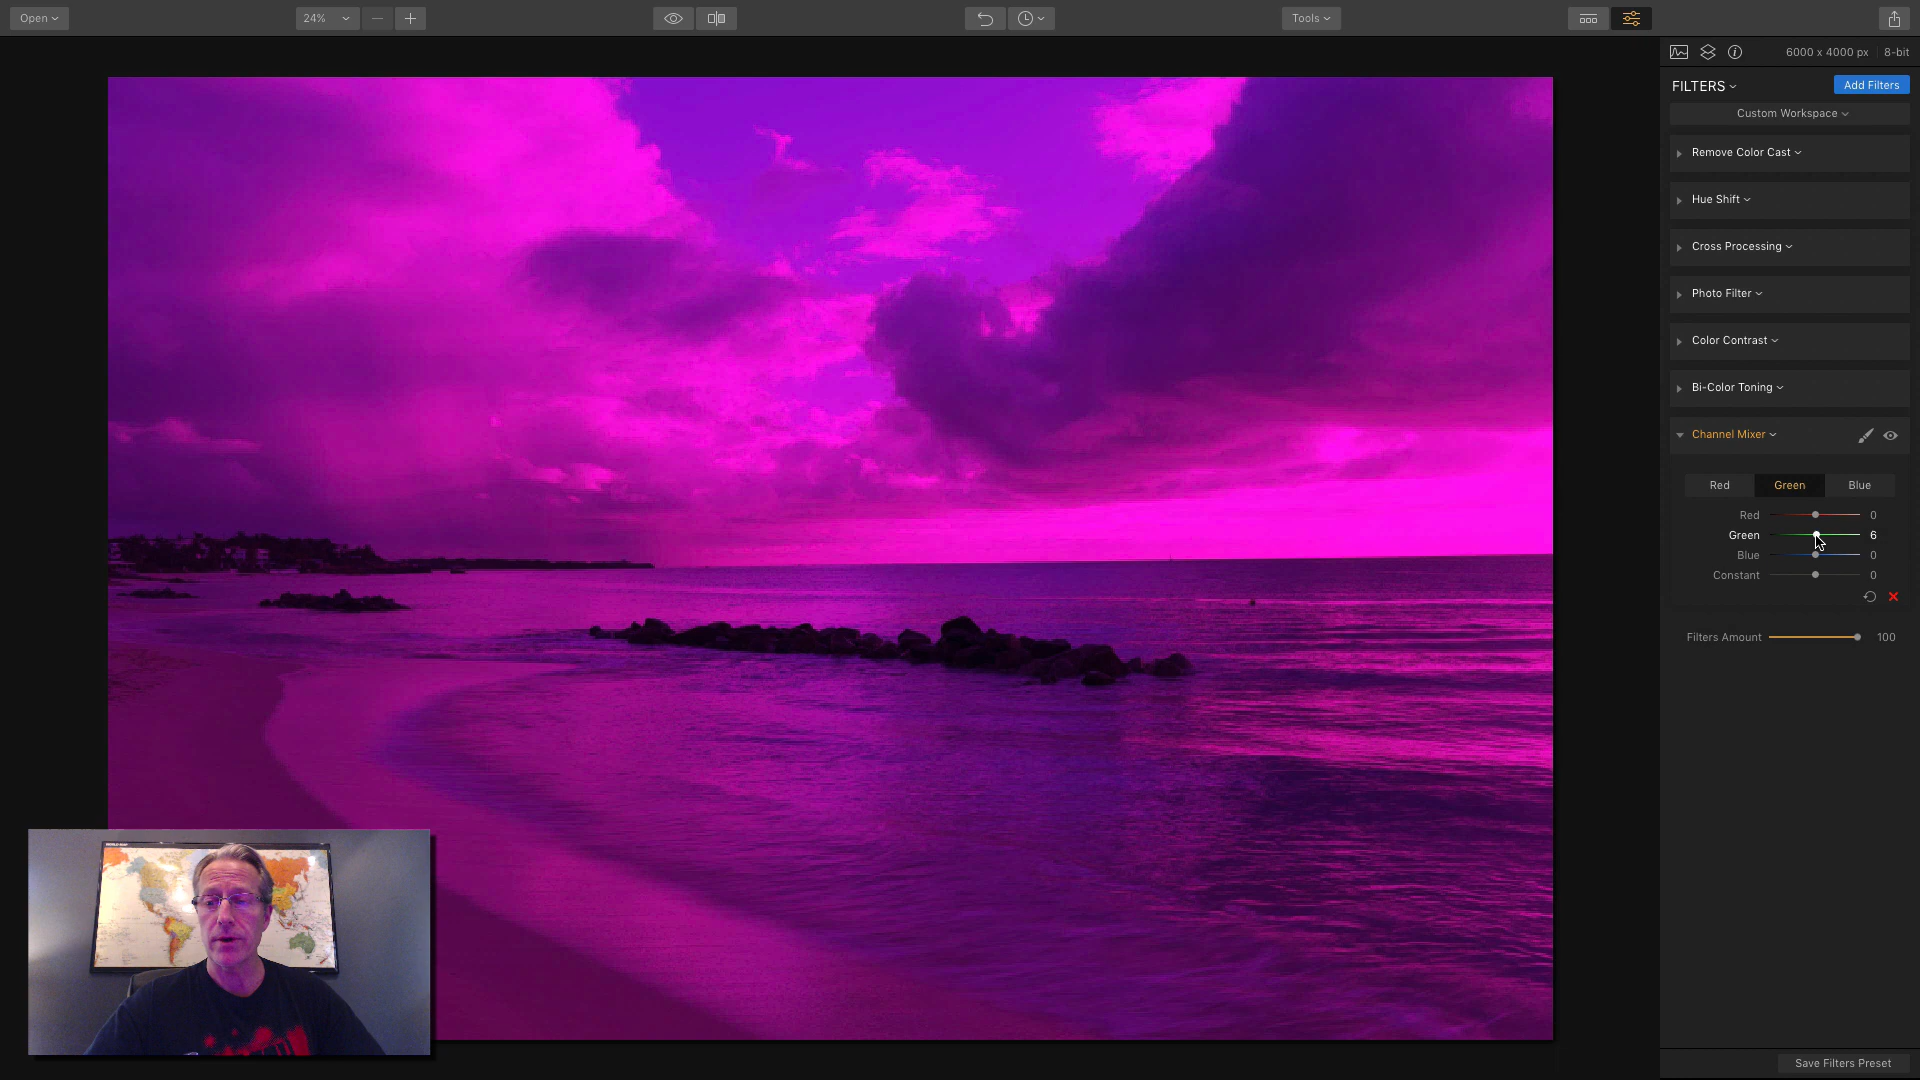 Open
24%
Tools
6000 x 4000 px
8-bit
FILTERS
Add Filters
Custom Workspace
Remove Color Cast
Hue Shift
Cross Processing
Photo Filter
Color Contrast
Bi-Color Toning
Channel Mixer
Red Green Blue
Red 0
Green 6
Blue 0
Constant 0
Filters Amount 100
Save Filters Preset